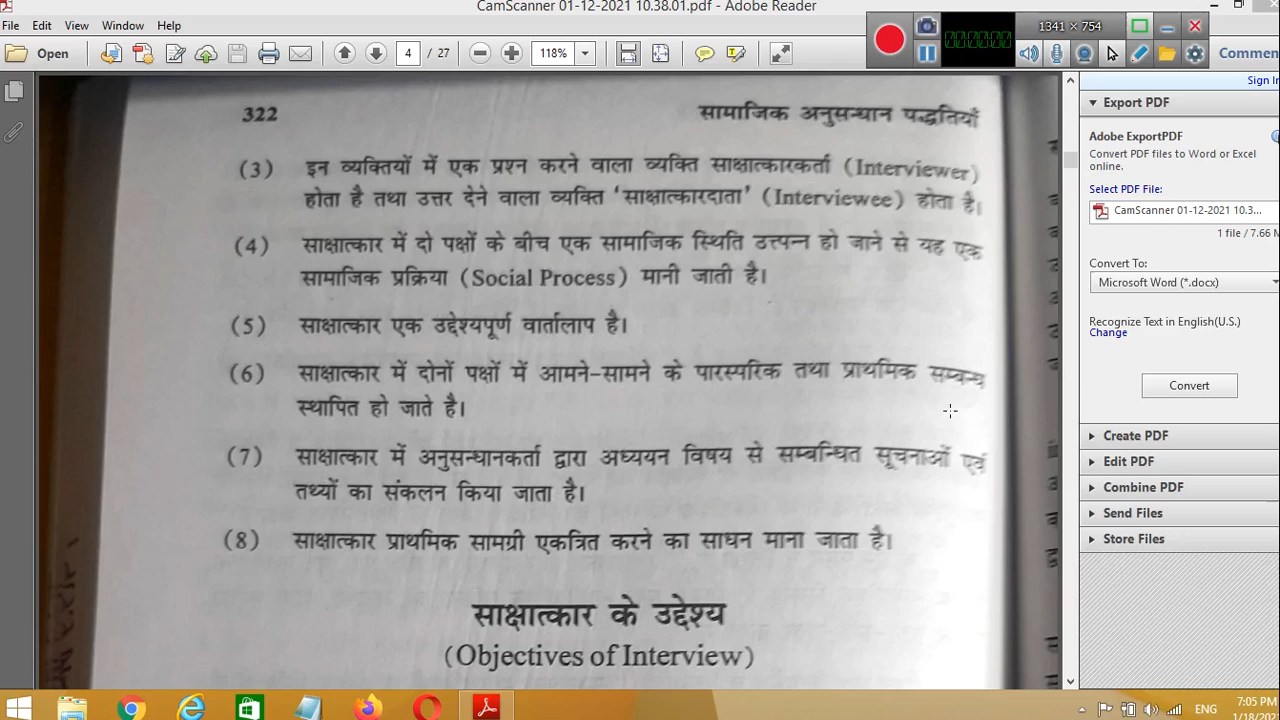 CamScanner 01-12-2021 10.38.01.pdf - Adobe Reader
File Edit View Window Help
1341 × 754
00:00:00
Open
4 / 27
118%
Comment
Sign In
322 सामाजिक अनुसन्धान पद्धतियाँ
(3) इन व्यक्तियों में एक प्रश्न करने वाला व्यक्ति साक्षात्कारकर्ता (Interviewer)
होता है तथा उत्तर देने वाला व्यक्ति 'साक्षात्कारदाता' (Interviewee) होता है।
(4) साक्षात्कार में दो पक्षों के बीच एक सामाजिक स्थिति उत्त्पन्न हो जाने से यह एक
सामाजिक प्रक्रिया (Social Process) मानी जाती है।
(5) साक्षात्कार एक उद्देश्यपूर्ण वार्तालाप है।
(6) साक्षात्कार में दोनों पक्षों में आमने-सामने के पारस्परिक तथा प्राथमिक सम्बन्ध
स्थापित हो जाते है।
(7) साक्षात्कार में अनुसन्धानकर्ता द्वारा अध्ययन विषय से सम्बन्धित सूचनाओं एवं
तथ्यों का संकलन किया जाता है।
(8) साक्षात्कार प्राथमिक सामग्री एकत्रित करने का साधन माना जाता है।
साक्षात्कार के उद्देश्य
(Objectives of Interview)
Export PDF
Adobe ExportPDF
Convert PDF files to Word or Excel
online.
Select PDF File:
CamScanner 01-12-2021 10.3...
1 file / 7.66 M
Convert To:
Microsoft Word (*.docx)
Recognize Text in English(U.S.)
Change
Convert
Create PDF
Edit PDF
Combine PDF
Send Files
Store Files
ENG
7:05 PM
1/18/202